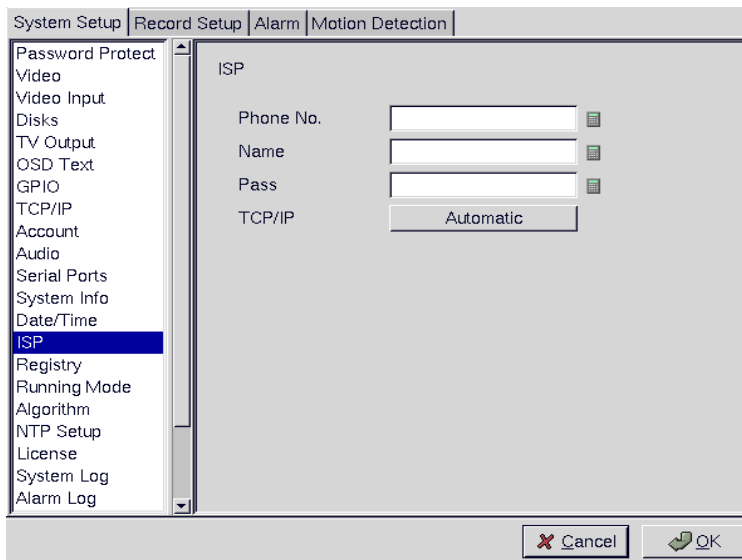 System Setup Record Setup Alarm Motion Detection
Password Protect
Video
Video Input
Disks
TV Output
OSD Text
GPIO
TCP/IP
Account
Audio
Serial Ports
System Info
Date/Time
ISP
Registry
Running Mode
Algorithm
NTP Setup
License
System Log
Alarm Log
ISP
Phone No.
Name
Pass
TCP/IP Automatic
Cancel OK